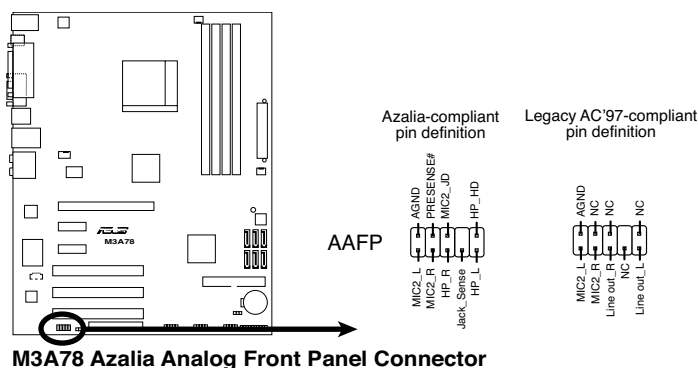 Azalia-compliant
pin definition
Legacy AC'97-compliant
pin definition
AGND
PRESENSE#
MIC2_JD
HP_HD
AGND
NC
NC
NC
AAFP
MIC2_L
MIC2_R
HP_R
Jack_Sense
HP_L
MIC2_L
MIC2_R
Line out_R
NC
Line out_L
ASUS
M3A78
M3A78 Azalia Analog Front Panel Connector